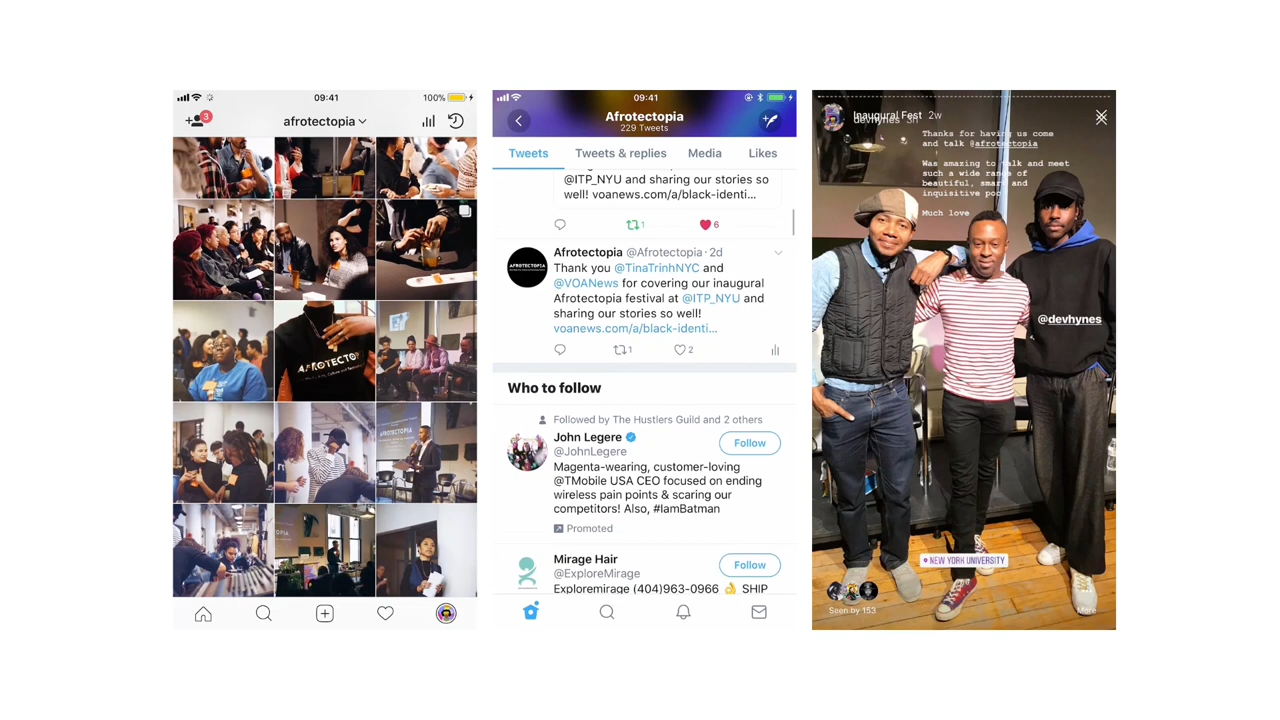 09:41
100%
3
afrotectopia
AFROTECTOPIA
09:41
Afrotectopia
229 Tweets
Tweets
Tweets & replies
Media
Likes
@ITP_NYU and sharing our stories so
well! voanews.com/a/black-identi...
1
6
Afrotectopia @Afrotectopia · 2d
AFROTECTOPIA
Thank you @TinaTrinhNYC and
@VOANews for covering our inaugural
Afrotectopia festival at @ITP_NYU and
sharing our stories so well!
voanews.com/a/black-identi...
1
2
Who to follow
Followed by The Hustlers Guild and 2 others
John Legere
@JohnLegere
Follow
Magenta-wearing, customer-loving
@TMobile USA CEO focused on ending
wireless pain points & scaring our
competitors! Also, #IamBatman
Promoted
Mirage Hair
@ExploreMirage
Follow
Exploremirage (404)963-0966 👌 SHIP
Inaugural Fest 2w
devhynes 3h
Thanks for having us come
and talk @afrotectopia
Was amazing to talk and meet
such a wide range of
beautiful, smart and
inquisitive
Much love
@devhynes
NEW YORK UNIVERSITY
Seen by 153
More